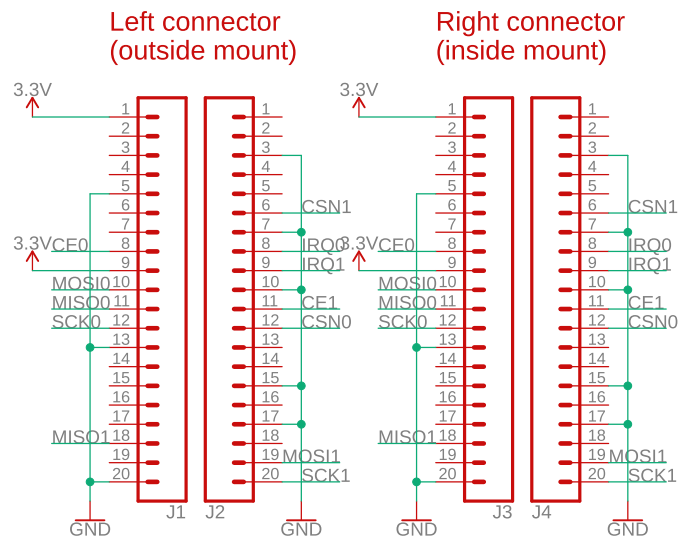 Left connector
(outside mount)
Right connector
(inside mount)
3.3V
3.3V
1 1 1 1
2 2 2 2
3 3 3 3
4 4 4 4
5 5 5 5
6 6 CSN1 6 6 CSN1
7 7 7 7
3.3V CE0 8 8 IRQ0 3.3V CE0 8 8 IRQ0
9 9 IRQ1 9 9 IRQ1
MOSI0 10 10 MOSI0 10 10
MISO0 11 11 CE1 MISO0 11 11 CE1
SCK0 12 12 CSN0 SCK0 12 12 CSN0
13 13 13 13
14 14 14 14
15 15 15 15
16 16 16 16
17 17 17 17
MISO1 18 18 MISO1 18 18
19 19 MOSI1 19 19 MOSI1
20 20 SCK1 20 20 SCK1
J1 J2 J3 J4
GND GND GND GND